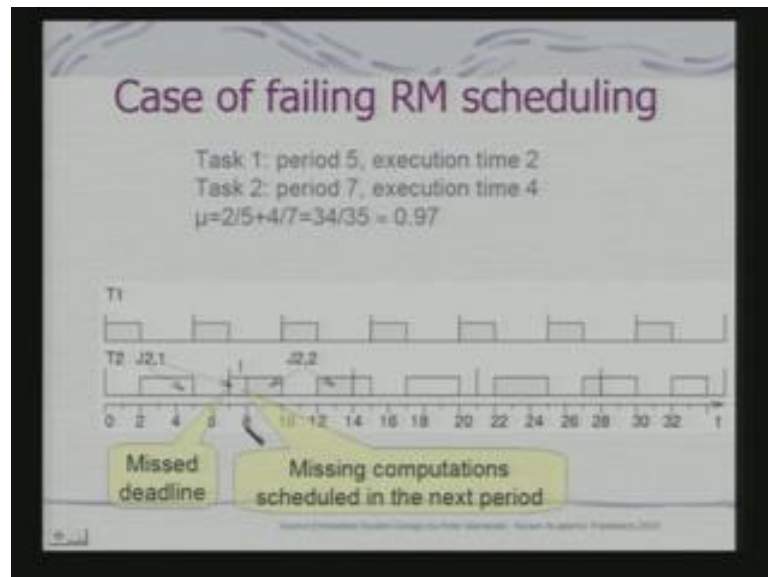 Case of failing RM scheduling
Task 1: period 5, execution time 2
Task 2: period 7, execution time 4
μ=2/5+4/7=34/35 ≈ 0.97
T1
T2 J2,1 J2,2
0 2 4 6 8 10 12 14 16 18 20 22 24 26 28 30 32 t
Missed
deadline
Missing computations
scheduled in the next period